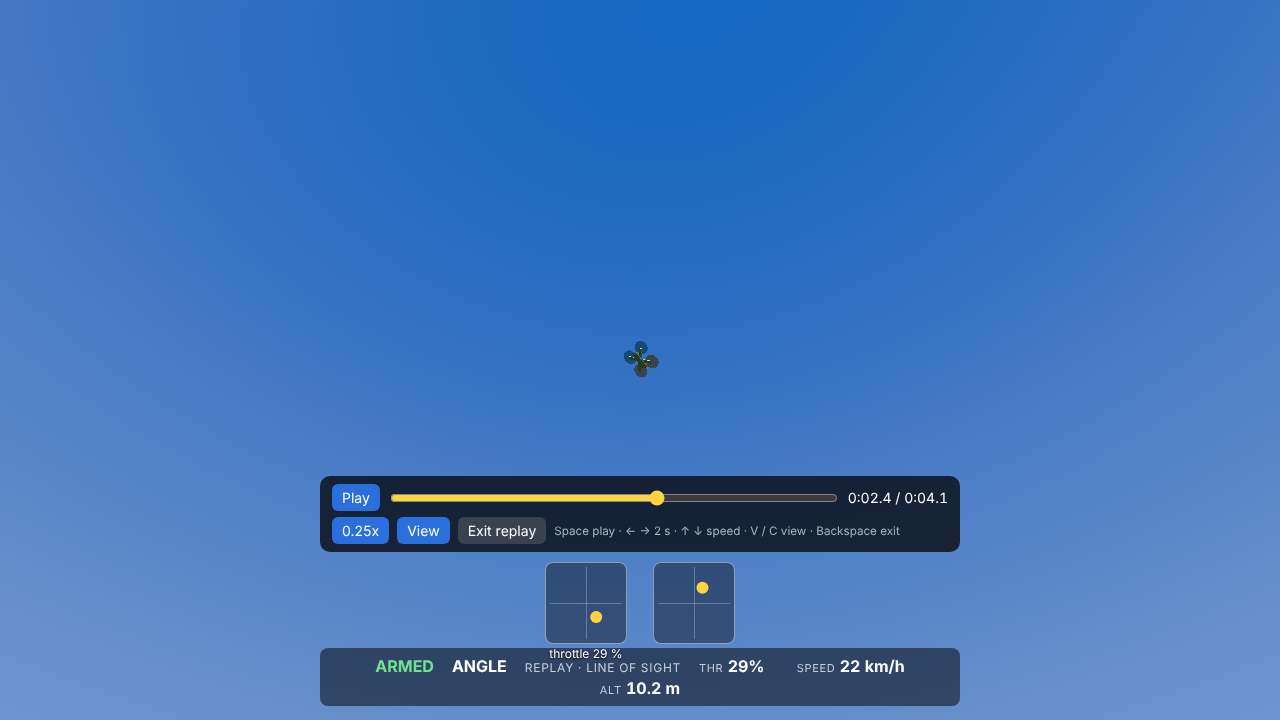 Play 0:02.4 / 0:04.1
0.25x View Exit replay Space play · ← → 2 s · ↑ ↓ speed · V / C view · Backspace exit
throttle 29 %
ARMED ANGLE REPLAY · LINE OF SIGHT THR 29% SPEED 22 km/h
ALT 10.2 m